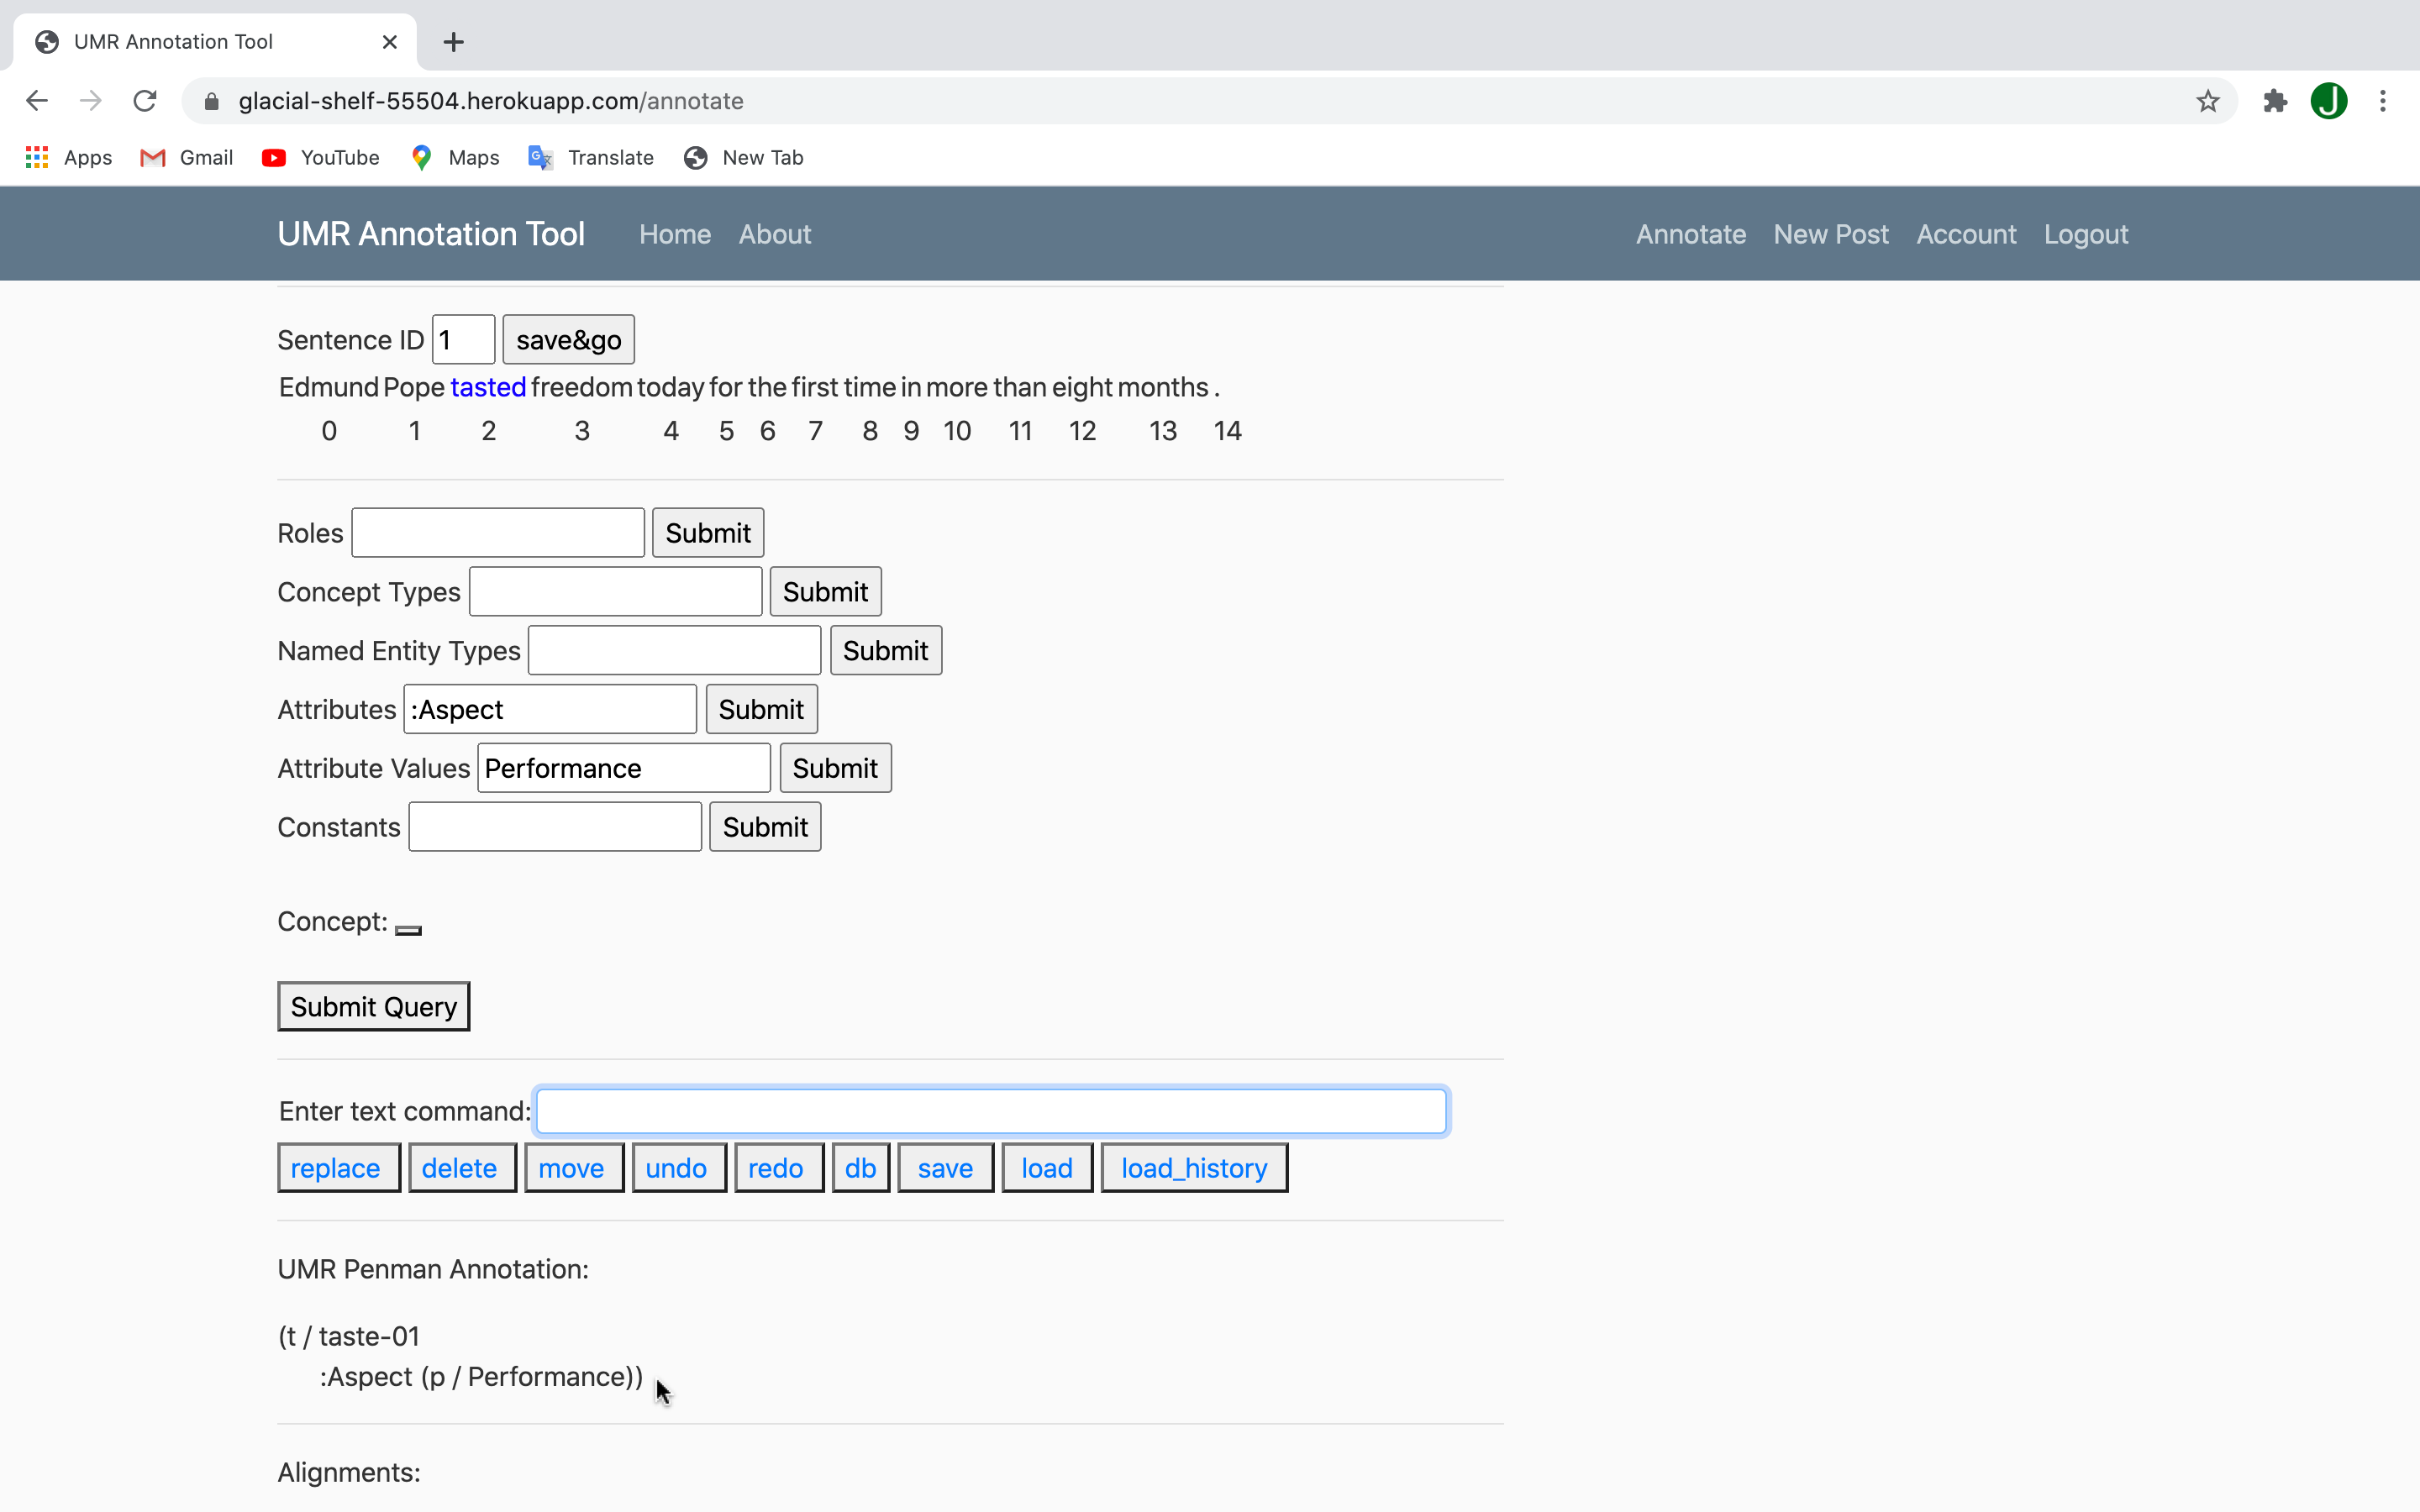 UMR Annotation Tool
glacial-shelf-55504.herokuapp.com/annotate
J
Apps Gmail YouTube Maps Translate New Tab
UMR Annotation Tool Home About Annotate New Post Account Logout
Sentence ID 1 save&go
Edmund Pope tasted freedom today for the first time in more than eight months .
0 1 2 3 4 5 6 7 8 9 10 11 12 13 14
Roles Submit
Concept Types Submit
Named Entity Types Submit
Attributes :Aspect Submit
Attribute Values Performance Submit
Constants Submit
Concept:
Submit Query
Enter text command:
replace delete move undo redo db save load load_history
UMR Penman Annotation:
(t / taste-01
:Aspect (p / Performance))
Alignments: